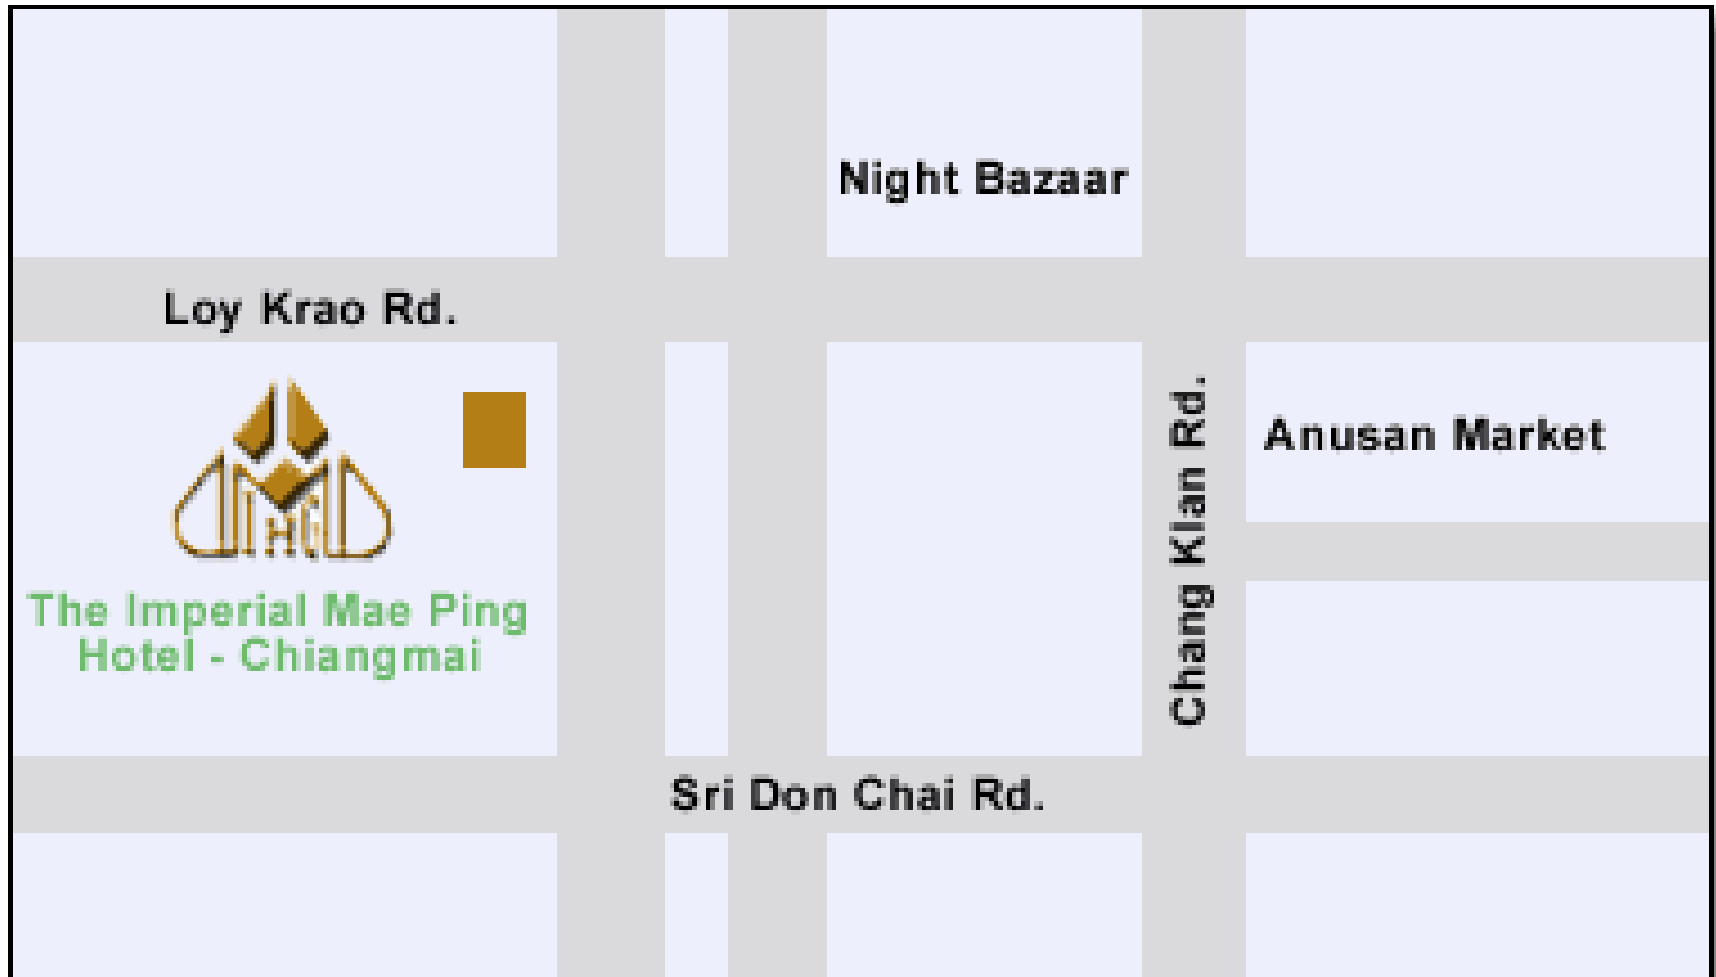 Night Bazaar
Loy Krao Rd.
Anusan Market
Chang Klan Rd.
The Imperial Mae Ping
Hotel - Chiangmai
Sri Don Chai Rd.